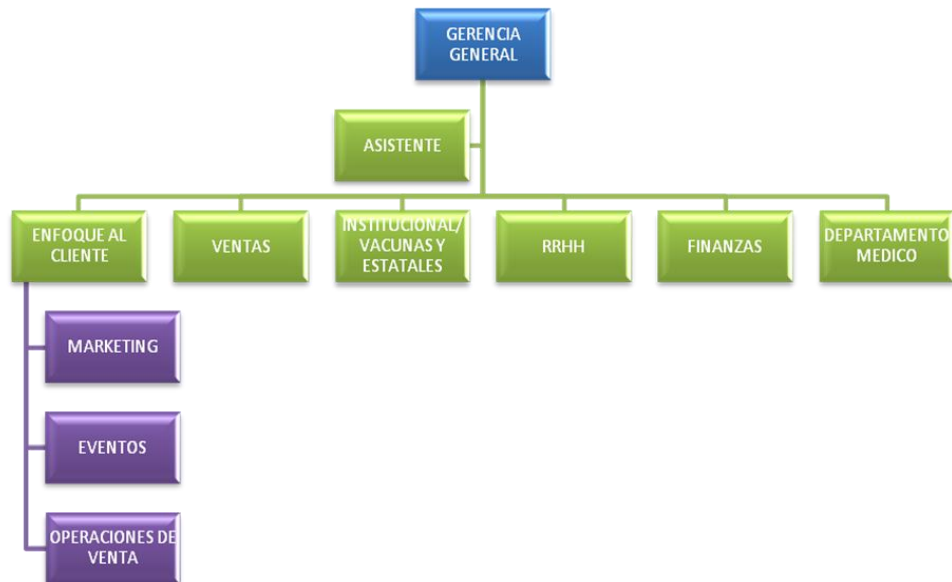 GERENCIA
GENERAL
ASISTENTE
ENFOQUE AL
CLIENTE
VENTAS
INSTITUCIONAL/
VACUNAS Y
ESTATALES
RRHH
FINANZAS
DEPARTAMENTO
MEDICO
MARKETING
EVENTOS
OPERACIONES DE
VENTA